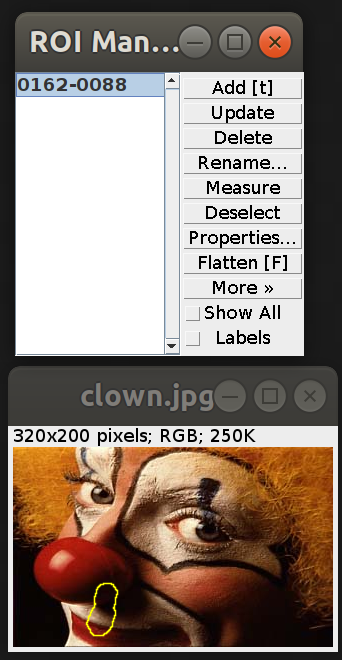 ROI Man...
0162-0088
Add [t]
Update
Delete
Rename...
Measure
Deselect
Properties...
Flatten [F]
More »
Show All
Labels
clown.jpg
320x200 pixels; RGB; 250K